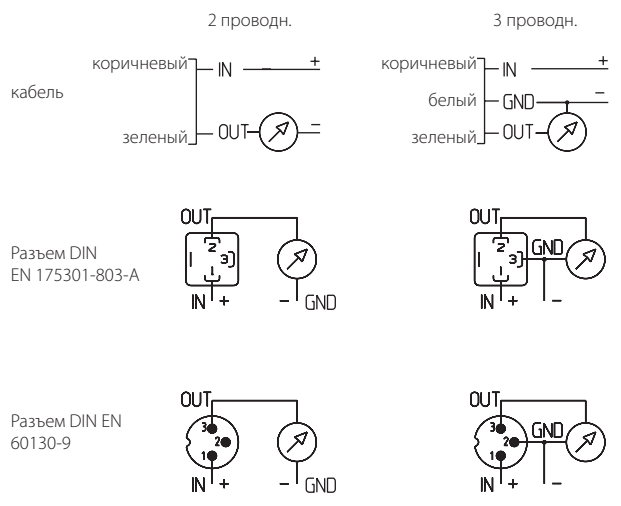 2 проводн. 3 проводн.
кабель
коричневый IN +
зеленый OUT –
коричневый IN +
белый GND –
зеленый OUT
Разъем DIN
EN 175301-803-A
OUT
2
3
1
IN + – GND
OUT
2
3 GND
1
IN + –
Разъем DIN EN
60130-9
OUT
3
2
1
IN + – GND
OUT
3
2 GND
1
IN + –